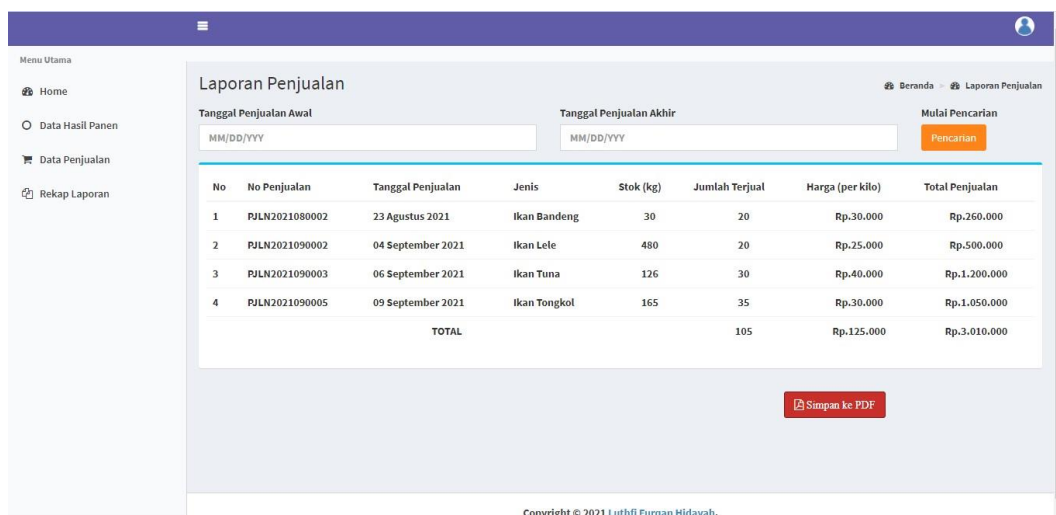 Menu Utama
Home
Data Hasil Panen
Data Penjualan
Rekap Laporan
Laporan Penjualan
Beranda > Laporan Penjualan
Tanggal Penjualan Awal Tanggal Penjualan Akhir Mulai Pencarian
MM/DD/YYY MM/DD/YYY Pencarian
No No Penjualan Tanggal Penjualan Jenis Stok (kg) Jumlah Terjual Harga (per kilo) Total Penjualan
1 PJLN2021080002 23 Agustus 2021 Ikan Bandeng 30 20 Rp.30.000 Rp.260.000
2 PJLN2021090002 04 September 2021 Ikan Lele 480 20 Rp.25.000 Rp.500.000
3 PJLN2021090003 06 September 2021 Ikan Tuna 126 30 Rp.40.000 Rp.1.200.000
4 PJLN2021090005 09 September 2021 Ikan Tongkol 165 35 Rp.30.000 Rp.1.050.000
TOTAL 105 Rp.125.000 Rp.3.010.000
Simpan ke PDF
Copyright © 2021 Luthfi Furqan Hidayah.